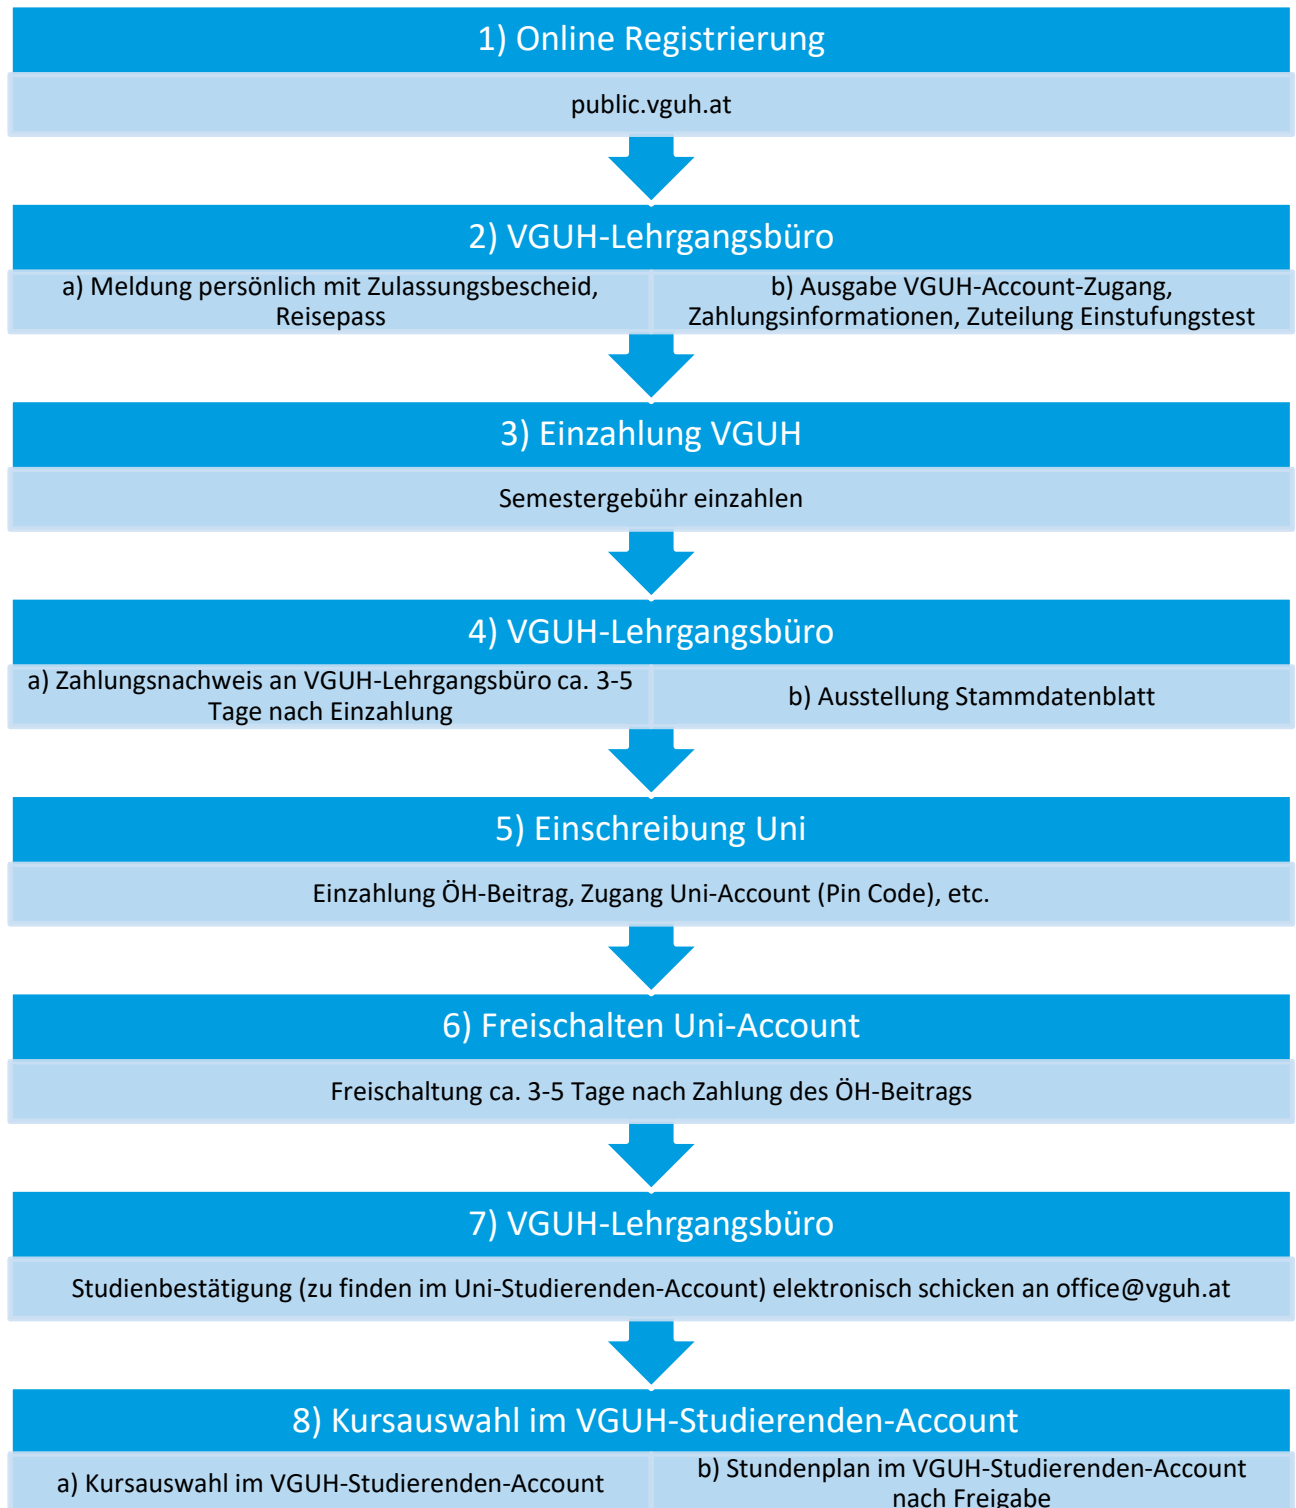 1) Online Registrierung
public.vguh.at
2) VGUH-Lehrgangsbüro
a) Meldung persönlich mit Zulassungsbescheid,
Reisepass
b) Ausgabe VGUH-Account-Zugang,
Zahlungsinformationen, Zuteilung Einstufungstest
3) Einzahlung VGUH
Semestergebühr einzahlen
4) VGUH-Lehrgangsbüro
a) Zahlungsnachweis an VGUH-Lehrgangsbüro ca. 3-5
Tage nach Einzahlung
b) Ausstellung Stammdatenblatt
5) Einschreibung Uni
Einzahlung ÖH-Beitrag, Zugang Uni-Account (Pin Code), etc.
6) Freischalten Uni-Account
Freischaltung ca. 3-5 Tage nach Zahlung des ÖH-Beitrags
7) VGUH-Lehrgangsbüro
Studienbestätigung (zu finden im Uni-Studierenden-Account) elektronisch schicken an office@vguh.at
8) Kursauswahl im VGUH-Studierenden-Account
a) Kursauswahl im VGUH-Studierenden-Account
b) Stundenplan im VGUH-Studierenden-Account
nach Freigabe